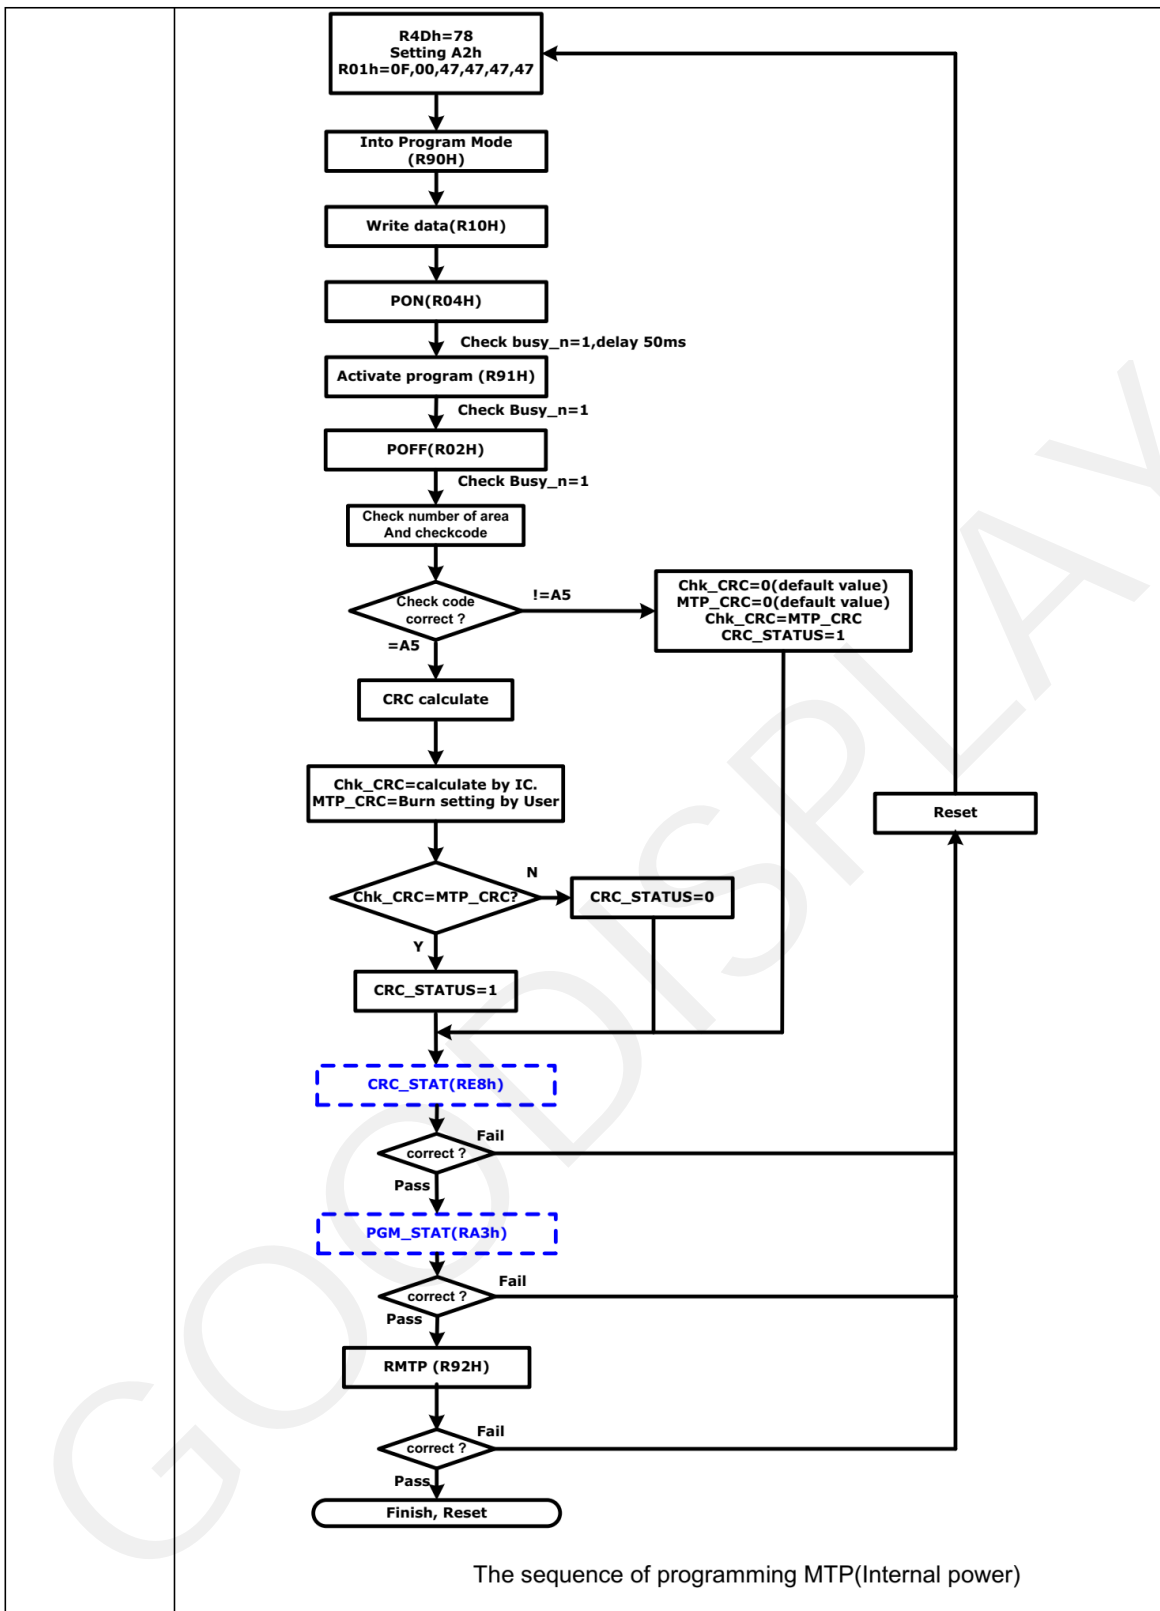 R4Dh=78
Setting A2h
R01h=0F,00,47,47,47,47
Into Program Mode
(R90H)
Write data(R10H)
PON(R04H)
Check busy_n=1,delay 50ms
Activate program (R91H)
Check Busy_n=1
POFF(R02H)
Check Busy_n=1
Check number of area
And checkcode
Check code
correct ?
!=A5
Chk_CRC=0(default value)
MTP_CRC=0(default value)
Chk_CRC=MTP_CRC
CRC_STATUS=1
=A5
CRC calculate
Chk_CRC=calculate by IC.
MTP_CRC=Burn setting by User
Reset
Chk_CRC=MTP_CRC?
N
CRC_STATUS=0
Y
CRC_STATUS=1
CRC_STAT(RE8h)
correct ?
Fail
Pass
PGM_STAT(RA3h)
correct ?
Fail
Pass
RMTP (R92H)
correct ?
Fail
Pass
Finish, Reset
The sequence of programming MTP(Internal power)
GOODISPLAY